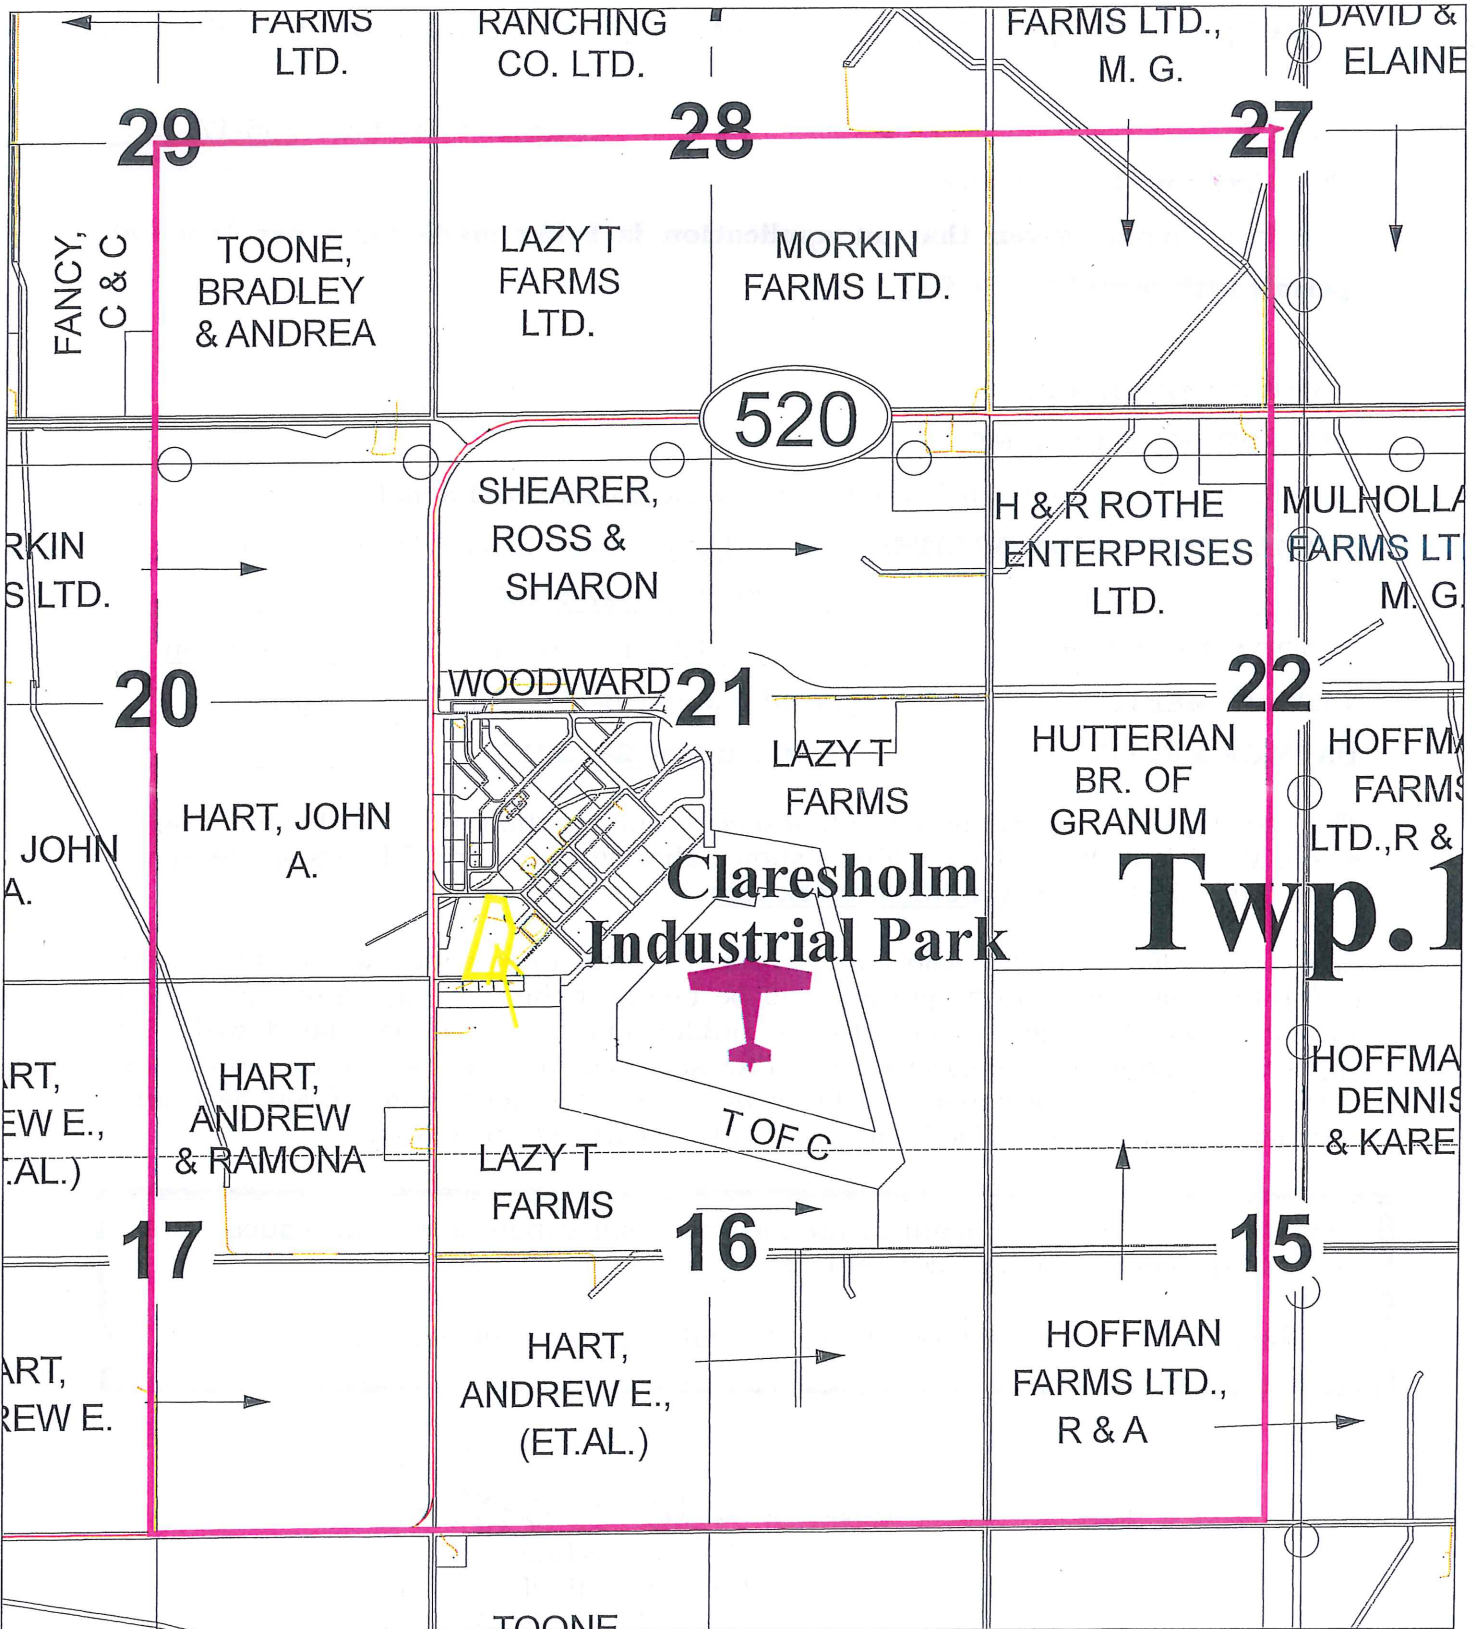 FARMS
LTD.
RANCHING
CO. LTD.
FARMS LTD.,
M. G.
DAVID &
ELAINE
29
28
27
FANCY,
C & C
TOONE,
BRADLEY
& ANDREA
LAZY T
FARMS
LTD.
MORKIN
FARMS LTD.
520
RKIN
S LTD.
SHEARER,
ROSS &
SHARON
H & R ROTHE
ENTERPRISES
LTD.
MULHOLLA
FARMS LT
M. G.
20
WOODWARD
21
22
JOHN
A.
HART, JOHN
A.
LAZY T
FARMS
HUTTERIAN
BR. OF
GRANUM
HOFFMA
FARMS
LTD.,R &
Claresholm
Industrial Park
Twp.1
ART,
EW E.,
.AL.)
HART,
ANDREW
& RAMONA
LAZY T
FARMS
T OF C
HOFFMA
DENNIS
& KARE
17
16
15
ART,
REW E.
HART,
ANDREW E.,
(ET.AL.)
HOFFMAN
FARMS LTD.,
R & A
TOONE